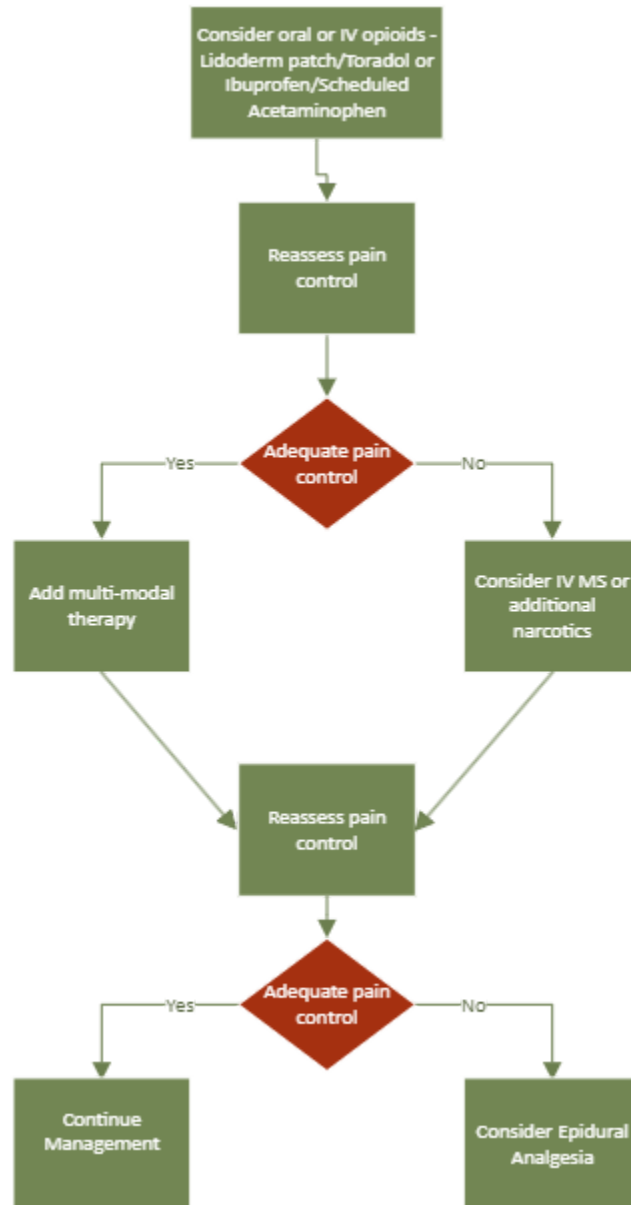 Consider oral or IV opioids -
Lidoderm patch/Toradol or
Ibuprofen/Scheduled
Acetaminophen
Reassess pain
control
Adequate pain
control
Yes
No
Add multi-modal
therapy
Consider IV MS or
additional
narcotics
Reassess pain
control
Adequate pain
control
Yes
No
Continue
Management
Consider Epidural
Analgesia